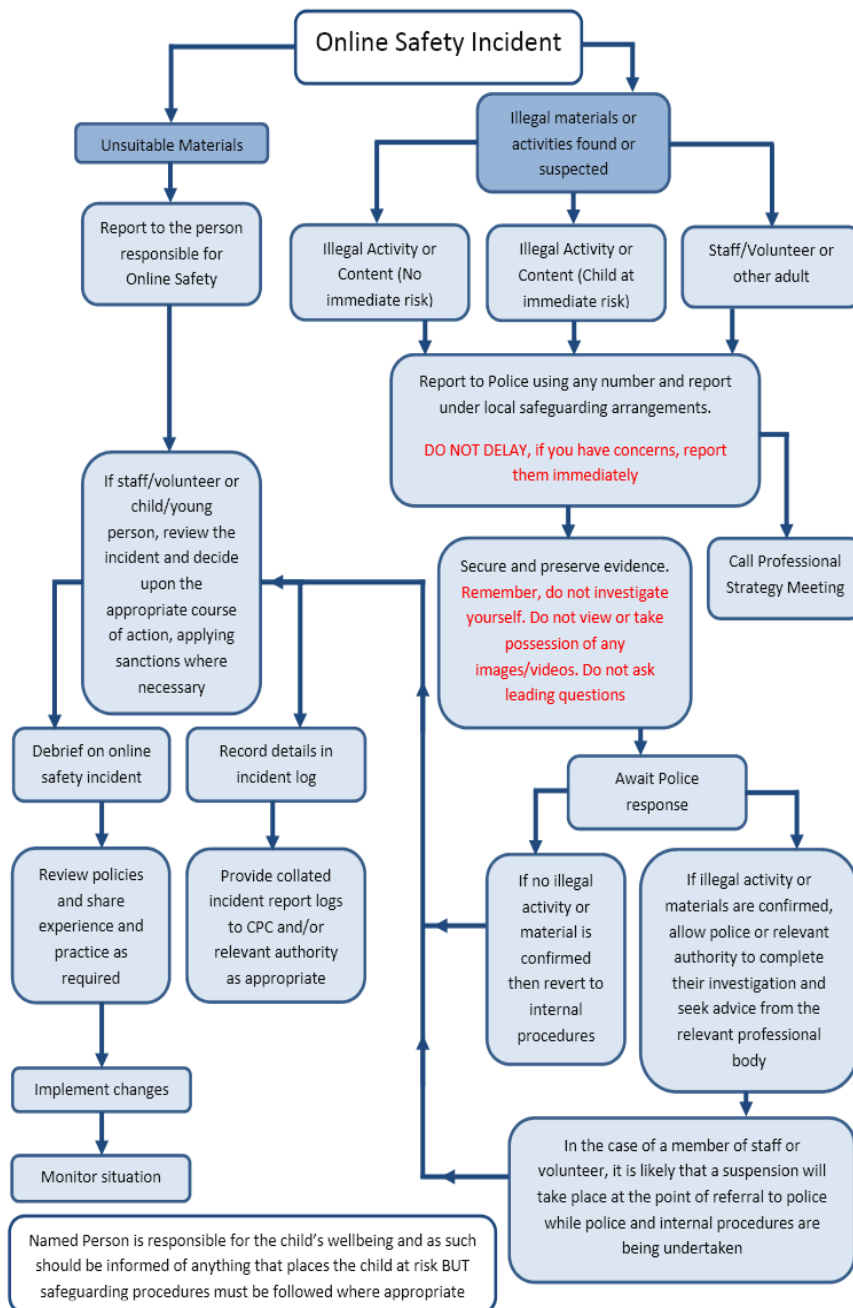 Online Safety Incident
Unsuitable Materials
Illegal materials or
activities found or
suspected
Report to the person
responsible for
Online Safety
Illegal Activity or
Content (No
immediate risk)
Illegal Activity or
Content (Child at
immediate risk)
Staff/Volunteer or
other adult
Report to Police using any number and report
under local safeguarding arrangements.
DO NOT DELAY, if you have concerns, report
them immediately
If staff/volunteer or
child/young
person, review the
incident and decide
upon the
appropriate course
of action, applying
sanctions where
necessary
Secure and preserve evidence.
Remember, do not investigate
yourself. Do not view or take
possession of any
images/videos. Do not ask
leading questions
Call Professional
Strategy Meeting
Debrief on online
safety incident
Record details in
incident log
Await Police
response
Review policies
and share
experience and
practice as
required
Provide collated
incident report logs
to CPC and/or
relevant authority
as appropriate
If no illegal
activity or
material is
confirmed
then revert to
internal
procedures
If illegal activity or
materials are confirmed,
allow police or relevant
authority to complete
their investigation and
seek advice from the
relevant professional
body
Implement changes
Monitor situation
In the case of a member of staff or
volunteer, it is likely that a suspension will
take place at the point of referral to police
while police and internal procedures are
being undertaken
Named Person is responsible for the child's wellbeing and as such
should be informed of anything that places the child at risk BUT
safeguarding procedures must be followed where appropriate